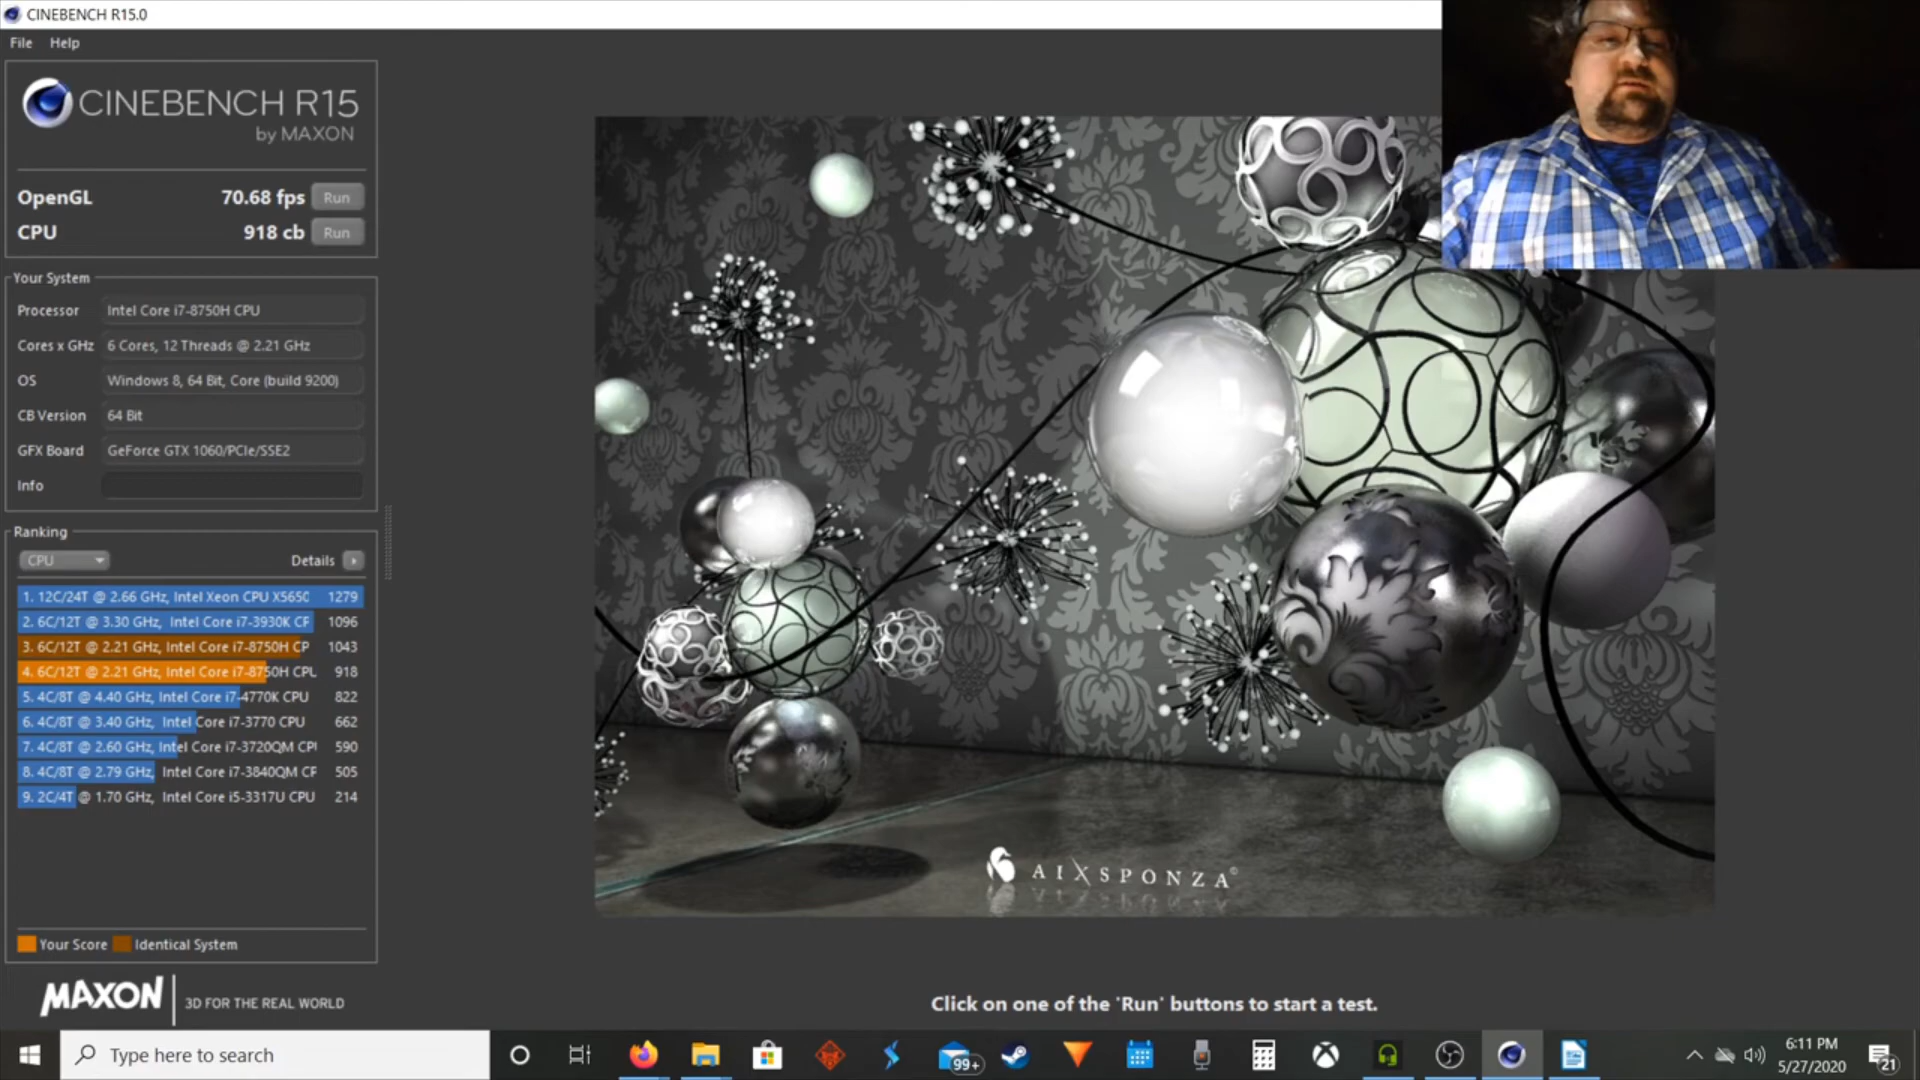 CINEBENCH R15.0
File Help
CINEBENCH R15
by MAXON
OpenGL 70.68 fps Run
CPU 918 cb Run
Your System
Processor Intel Core i7-8750H CPU
Cores x GHz 6 Cores, 12 Threads @ 2.21 GHz
OS Windows 8, 64 Bit, Core (build 9200)
CB Version 64 Bit
GFX Board GeForce GTX 1060/PCIe/SSE2
Info
Ranking
CPU Details
1. 12C/24T @ 2.66 GHz, Intel Xeon CPU X5650 1279
2. 6C/12T @ 3.30 GHz, Intel Core i7-3930K CP 1096
3. 6C/12T @ 2.21 GHz, Intel Core i7-8750H CP 1043
4. 6C/12T @ 2.21 GHz, Intel Core i7-8750H CPU 918
5. 4C/8T @ 4.40 GHz, Intel Core i7-4770K CPU 822
6. 4C/8T @ 3.40 GHz, Intel Core i7-3770 CPU 662
7. 4C/8T @ 2.60 GHz, Intel Core i7-3720QM CPU 590
8. 4C/8T @ 2.79 GHz, Intel Core i7-3840QM CP 505
9. 2C/4T @ 1.70 GHz, Intel Core i5-3317U CPU 214
Your Score Identical System
MAXON 3D FOR THE REAL WORLD
AIXSPONZA®
Click on one of the 'Run' buttons to start a test.
Type here to search
99+
6:11 PM
5/27/2020
21